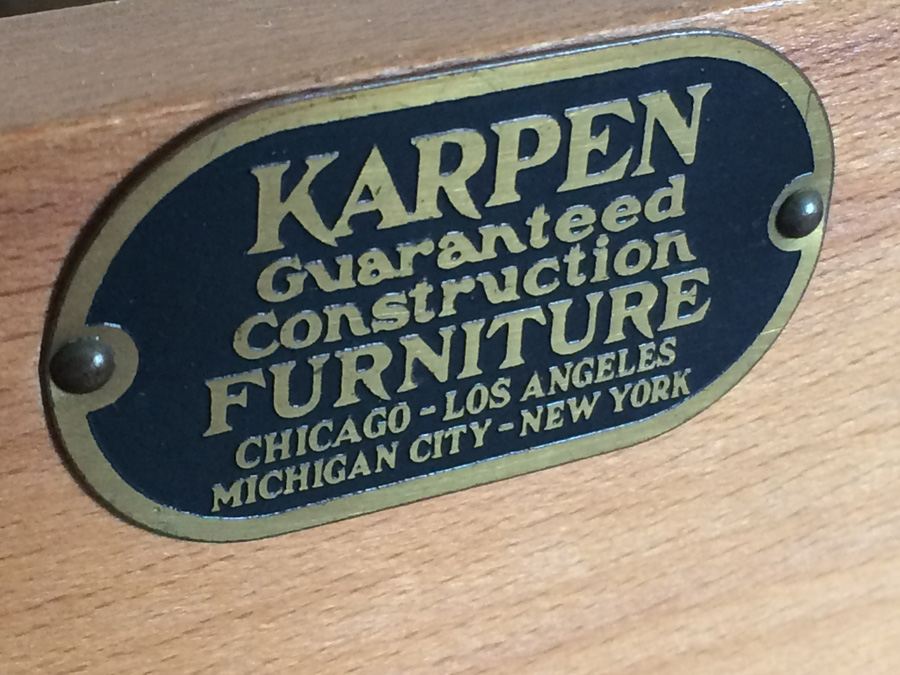 KARPEN
Guaranteed
Construction
FURNITURE
CHICAGO - LOS ANGELES
MICHIGAN CITY - NEW YORK